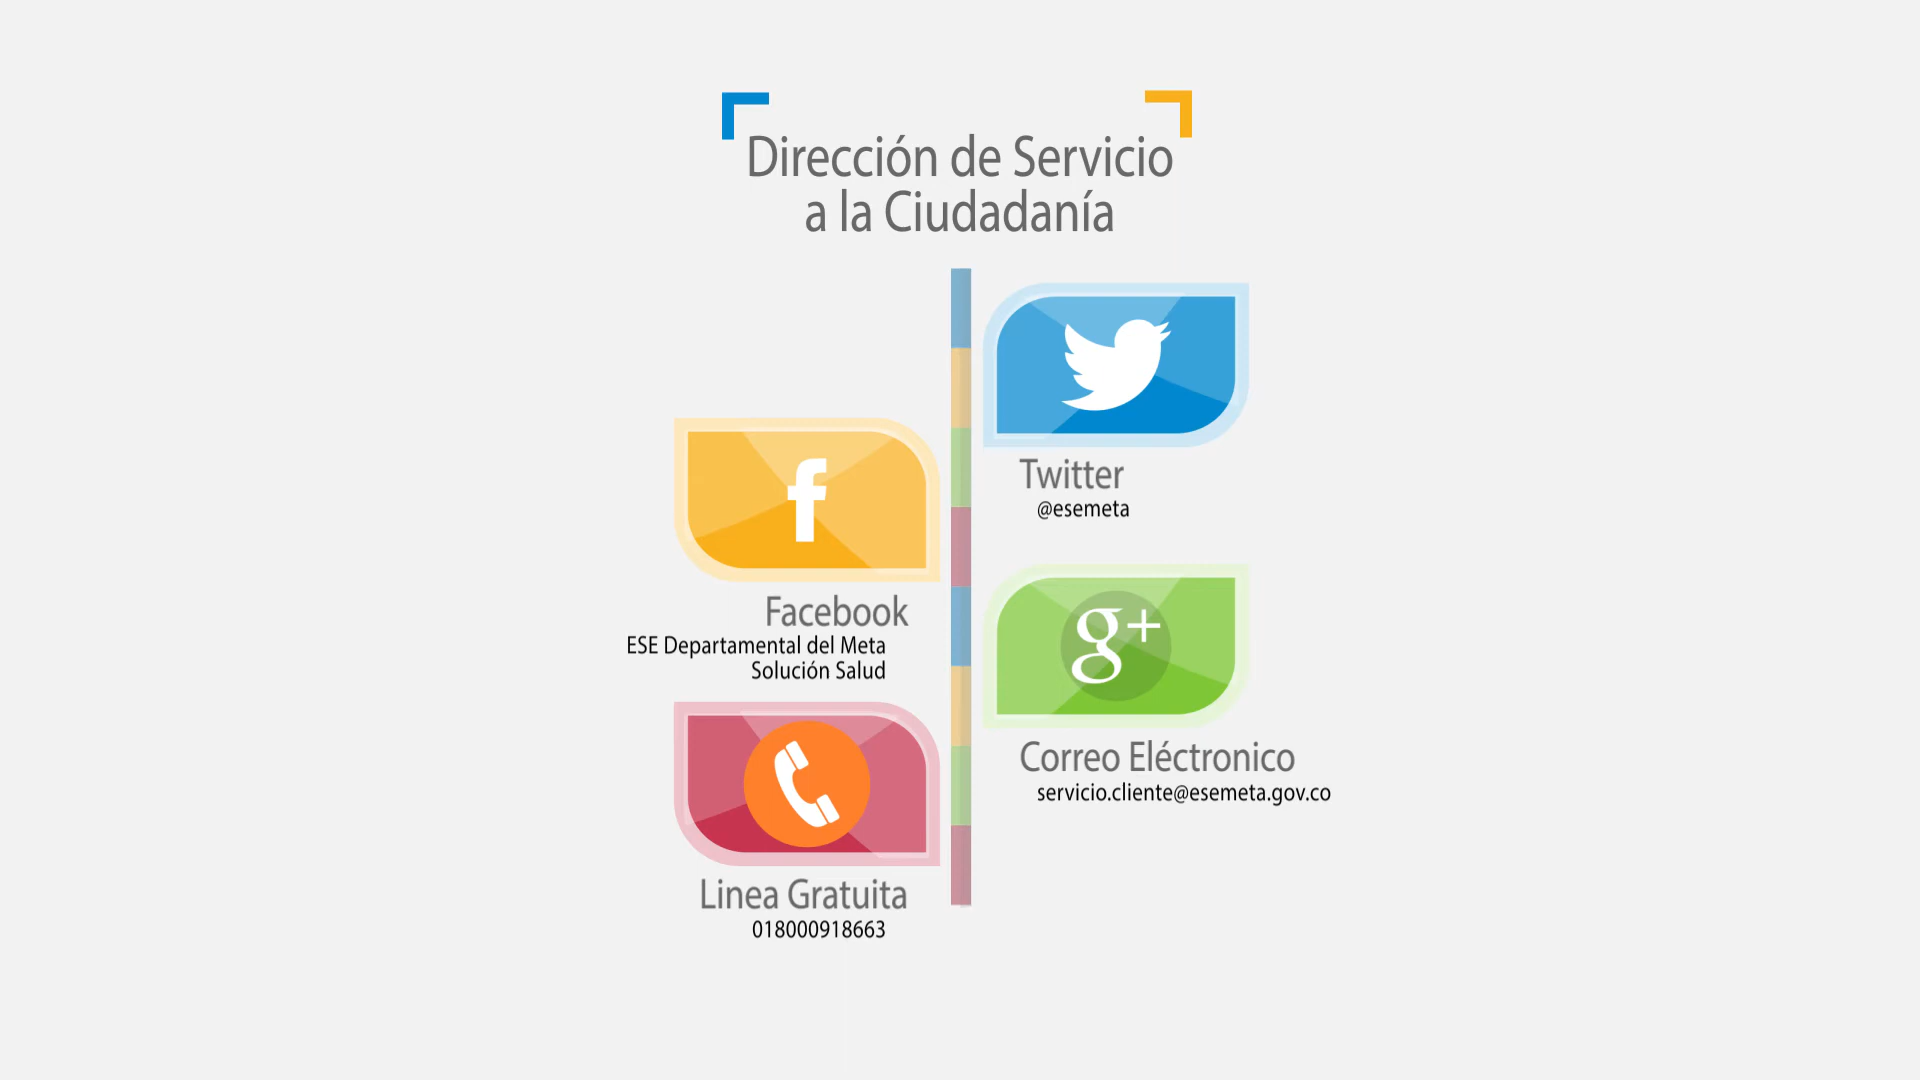 Dirección de Servicio
a la Ciudadanía
Twitter
@esemeta
f
Facebook
ESE Departamental del Meta
Solución Salud
g+
Correo Eléctronico
servicio.cliente@esemeta.gov.co
Linea Gratuita
018000918663